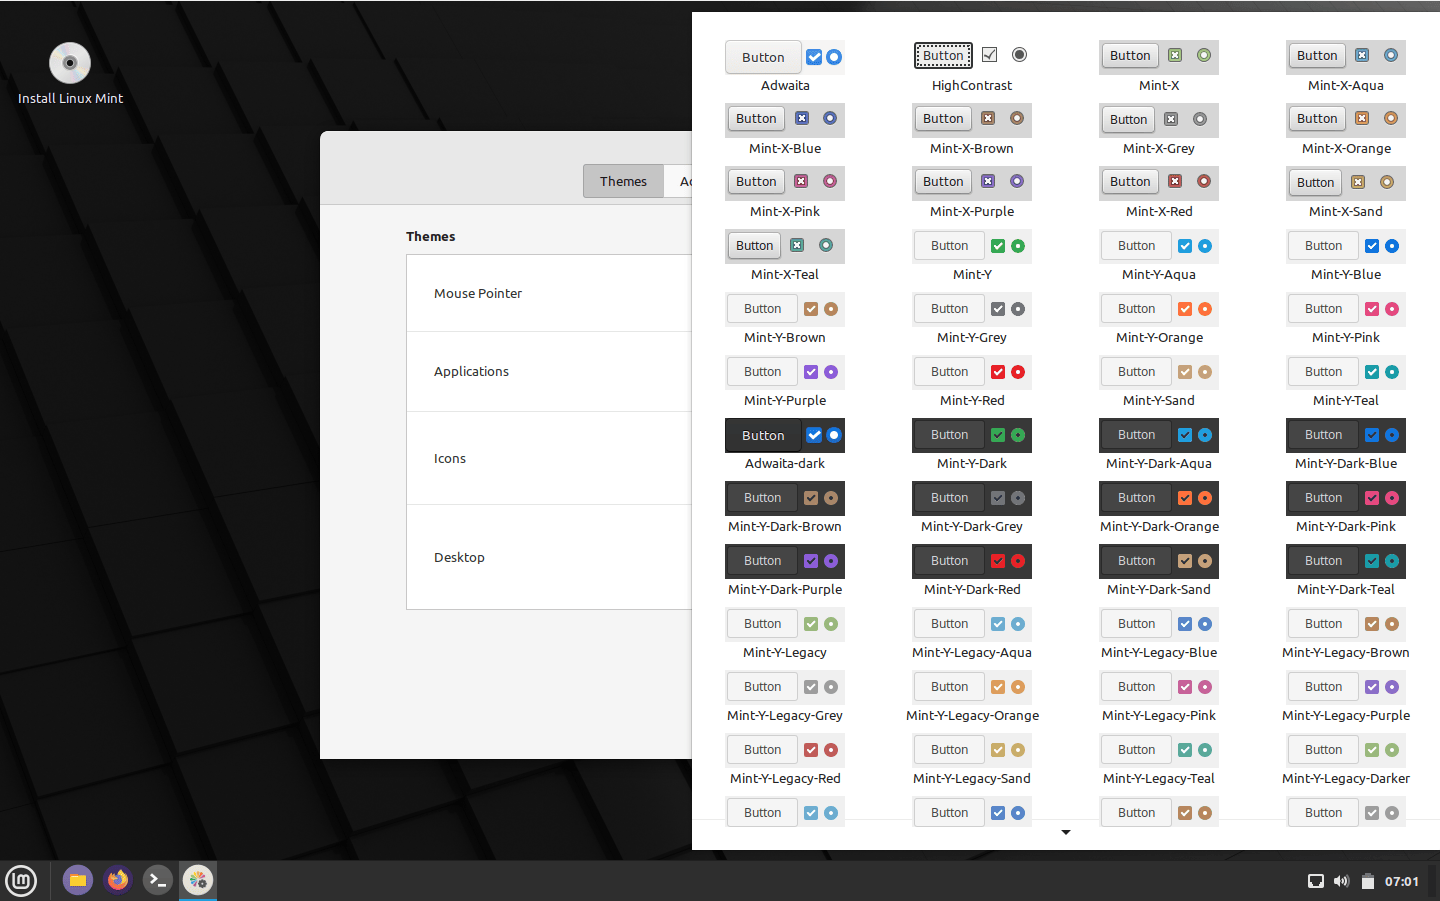 Install Linux Mint
Themes
Ad
Themes
Mouse Pointer
Applications
Icons
Desktop
Button
Button
Button
Button
Adwaita
HighContrast
Mint-X
Mint-X-Aqua
Button
Button
Button
Button
Mint-X-Blue
Mint-X-Brown
Mint-X-Grey
Mint-X-Orange
Button
Button
Button
Button
Mint-X-Pink
Mint-X-Purple
Mint-X-Red
Mint-X-Sand
Button
Button
Button
Button
Mint-X-Teal
Mint-Y
Mint-Y-Aqua
Mint-Y-Blue
Button
Button
Button
Button
Mint-Y-Brown
Mint-Y-Grey
Mint-Y-Orange
Mint-Y-Pink
Button
Button
Button
Button
Mint-Y-Purple
Mint-Y-Red
Mint-Y-Sand
Mint-Y-Teal
Button
Button
Button
Button
Adwaita-dark
Mint-Y-Dark
Mint-Y-Dark-Aqua
Mint-Y-Dark-Blue
Button
Button
Button
Button
Mint-Y-Dark-Brown
Mint-Y-Dark-Grey
Mint-Y-Dark-Orange
Mint-Y-Dark-Pink
Button
Button
Button
Button
Mint-Y-Dark-Purple
Mint-Y-Dark-Red
Mint-Y-Dark-Sand
Mint-Y-Dark-Teal
Button
Button
Button
Button
Mint-Y-Legacy
Mint-Y-Legacy-Aqua
Mint-Y-Legacy-Blue
Mint-Y-Legacy-Brown
Button
Button
Button
Button
Mint-Y-Legacy-Grey
Mint-Y-Legacy-Orange
Mint-Y-Legacy-Pink
Mint-Y-Legacy-Purple
Button
Button
Button
Button
Mint-Y-Legacy-Red
Mint-Y-Legacy-Sand
Mint-Y-Legacy-Teal
Mint-Y-Legacy-Darker
Button
Button
Button
Button
07:01